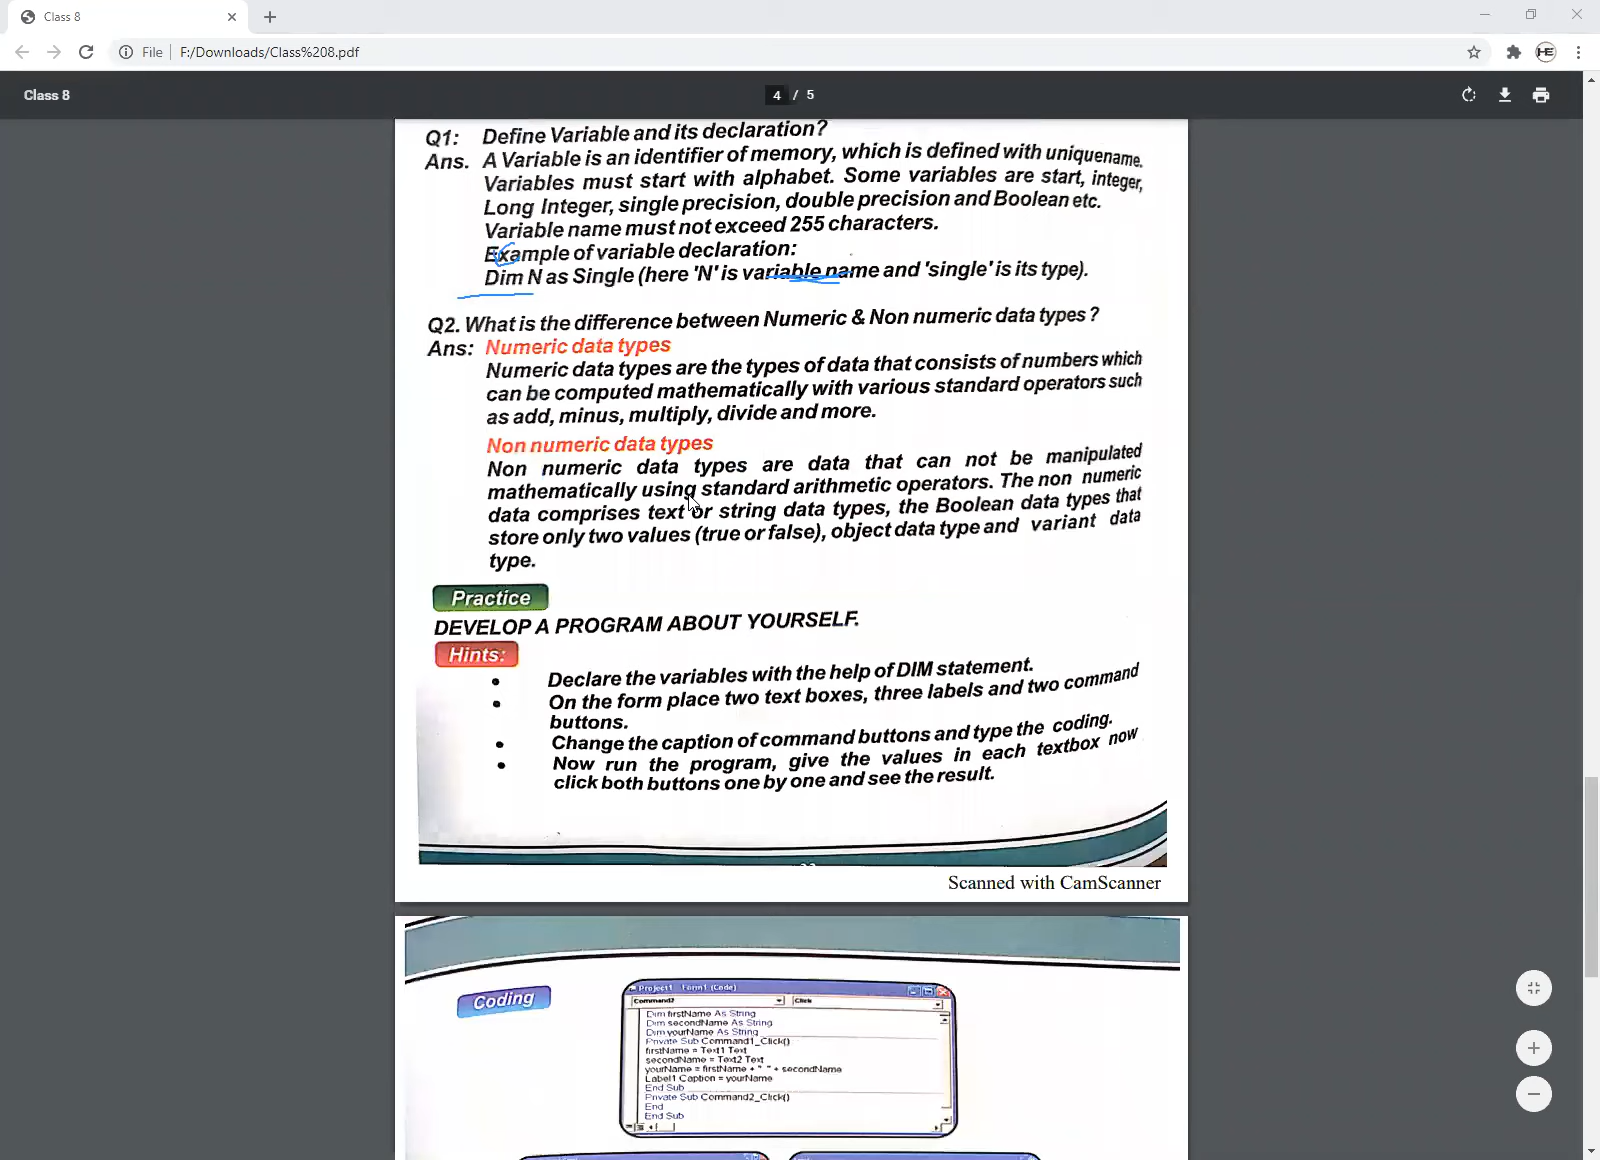 Class 8
File
F:/Downloads/Class%208.pdf
Class 8
4 / 5
Q1: Define Variable and its declaration?
Ans. A Variable is an identifier of memory, which is defined with uniquename.
Variables must start with alphabet. Some variables are start, integer,
Long Integer, single precision, double precision and Boolean etc.
Variable name must not exceed 255 characters.
Example of variable declaration:
Dim N as Single (here 'N' is variable name and 'single' is its type).
Q2. What is the difference between Numeric & Non numeric data types?
Ans: Numeric data types
Numeric data types are the types of data that consists of numbers which
can be computed mathematically with various standard operators such
as add, minus, multiply, divide and more.
Non numeric data types
Non numeric data types are data that can not be manipulated
mathematically using standard arithmetic operators. The non numeric
data comprises text or string data types, the Boolean data types that
store only two values (true or false), object data type and variant data
type.
Practice
DEVELOP A PROGRAM ABOUT YOURSELF.
Hints:
• Declare the variables with the help of DIM statement.
• On the form place two text boxes, three labels and two command
buttons.
• Change the caption of command buttons and type the coding.
• Now run the program, give the values in each textbox now
click both buttons one by one and see the result.
Scanned with CamScanner
Coding
Project1 Form1 (Code)
Command2 Click
Dim firstName As String
Dim secondName As String
Dim yourName As String
Private Sub Command1_Click()
firstName = Text1 Text
secondName = Text2 Text
yourName = firstName + " " + secondName
Label1 Caption = yourName
End Sub
Private Sub Command2_Click()
End
End Sub